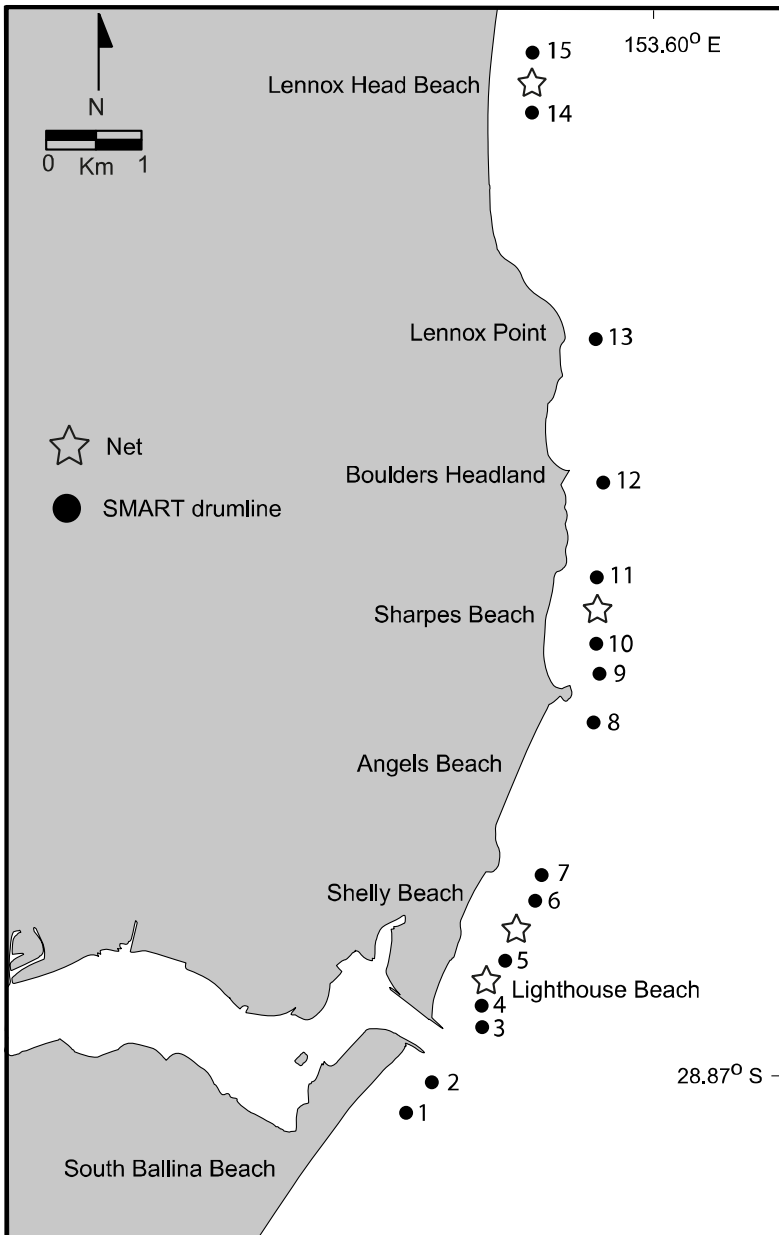 153.60° E
15
Lennox Head Beach
14
N
0 Km 1
Lennox Point
13
Net
Boulders Headland
12
SMART drumline
11
Sharpes Beach
10
9
8
Angels Beach
7
Shelly Beach
6
5
Lighthouse Beach
4
3
28.87° S
2
1
South Ballina Beach